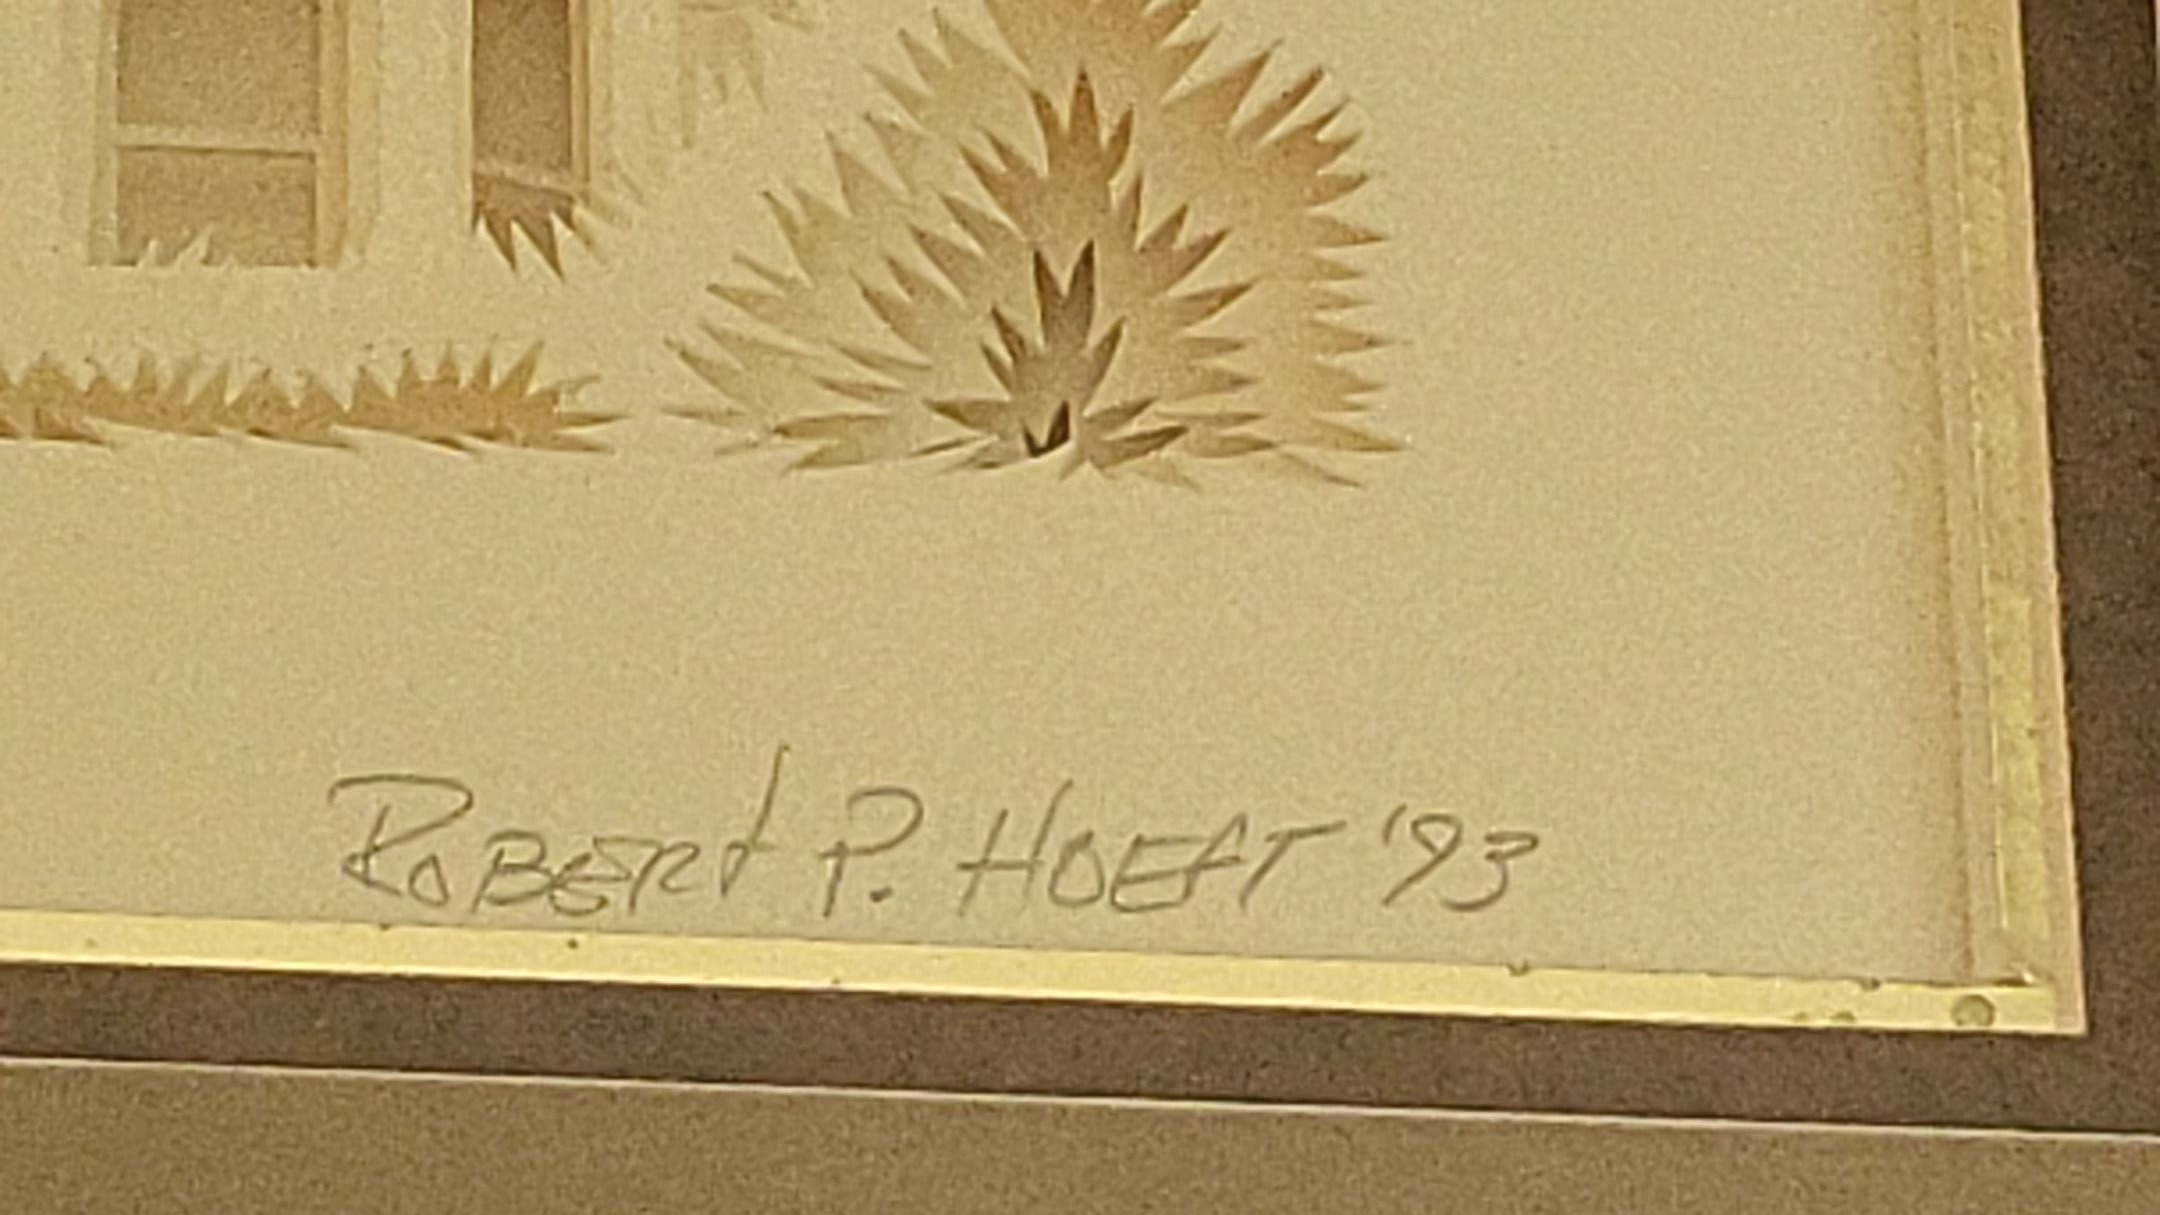 ROBERT P. HOEFT '93